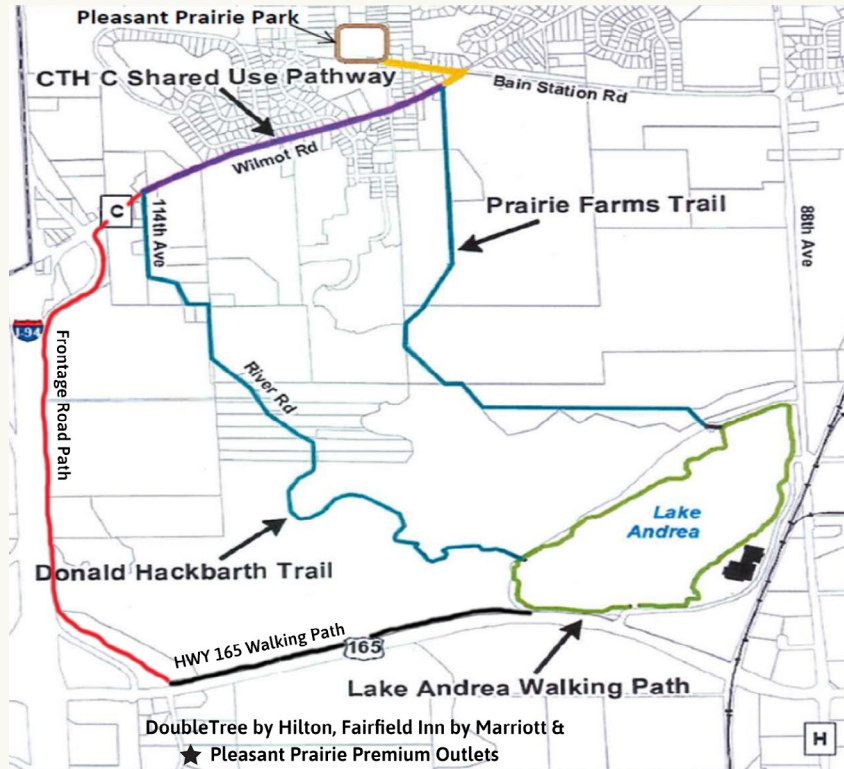 Pleasant Prairie Park
CTH C Shared Use Pathway
Bain Station Rd
Wilmot Rd
C
114th Ave
Prairie Farms Trail
88th Ave
I-94
Frontage Road Path
River Rd
Lake
Andrea
Donald Hackbarth Trail
HWY 165 Walking Path
165
Lake Andrea Walking Path
DoubleTree by Hilton, Fairfield Inn by Marriott &
Pleasant Prairie Premium Outlets
H